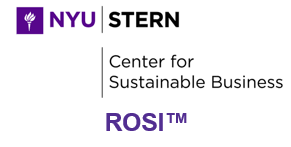 NYU STERN
Center for
Sustainable Business
ROSI™